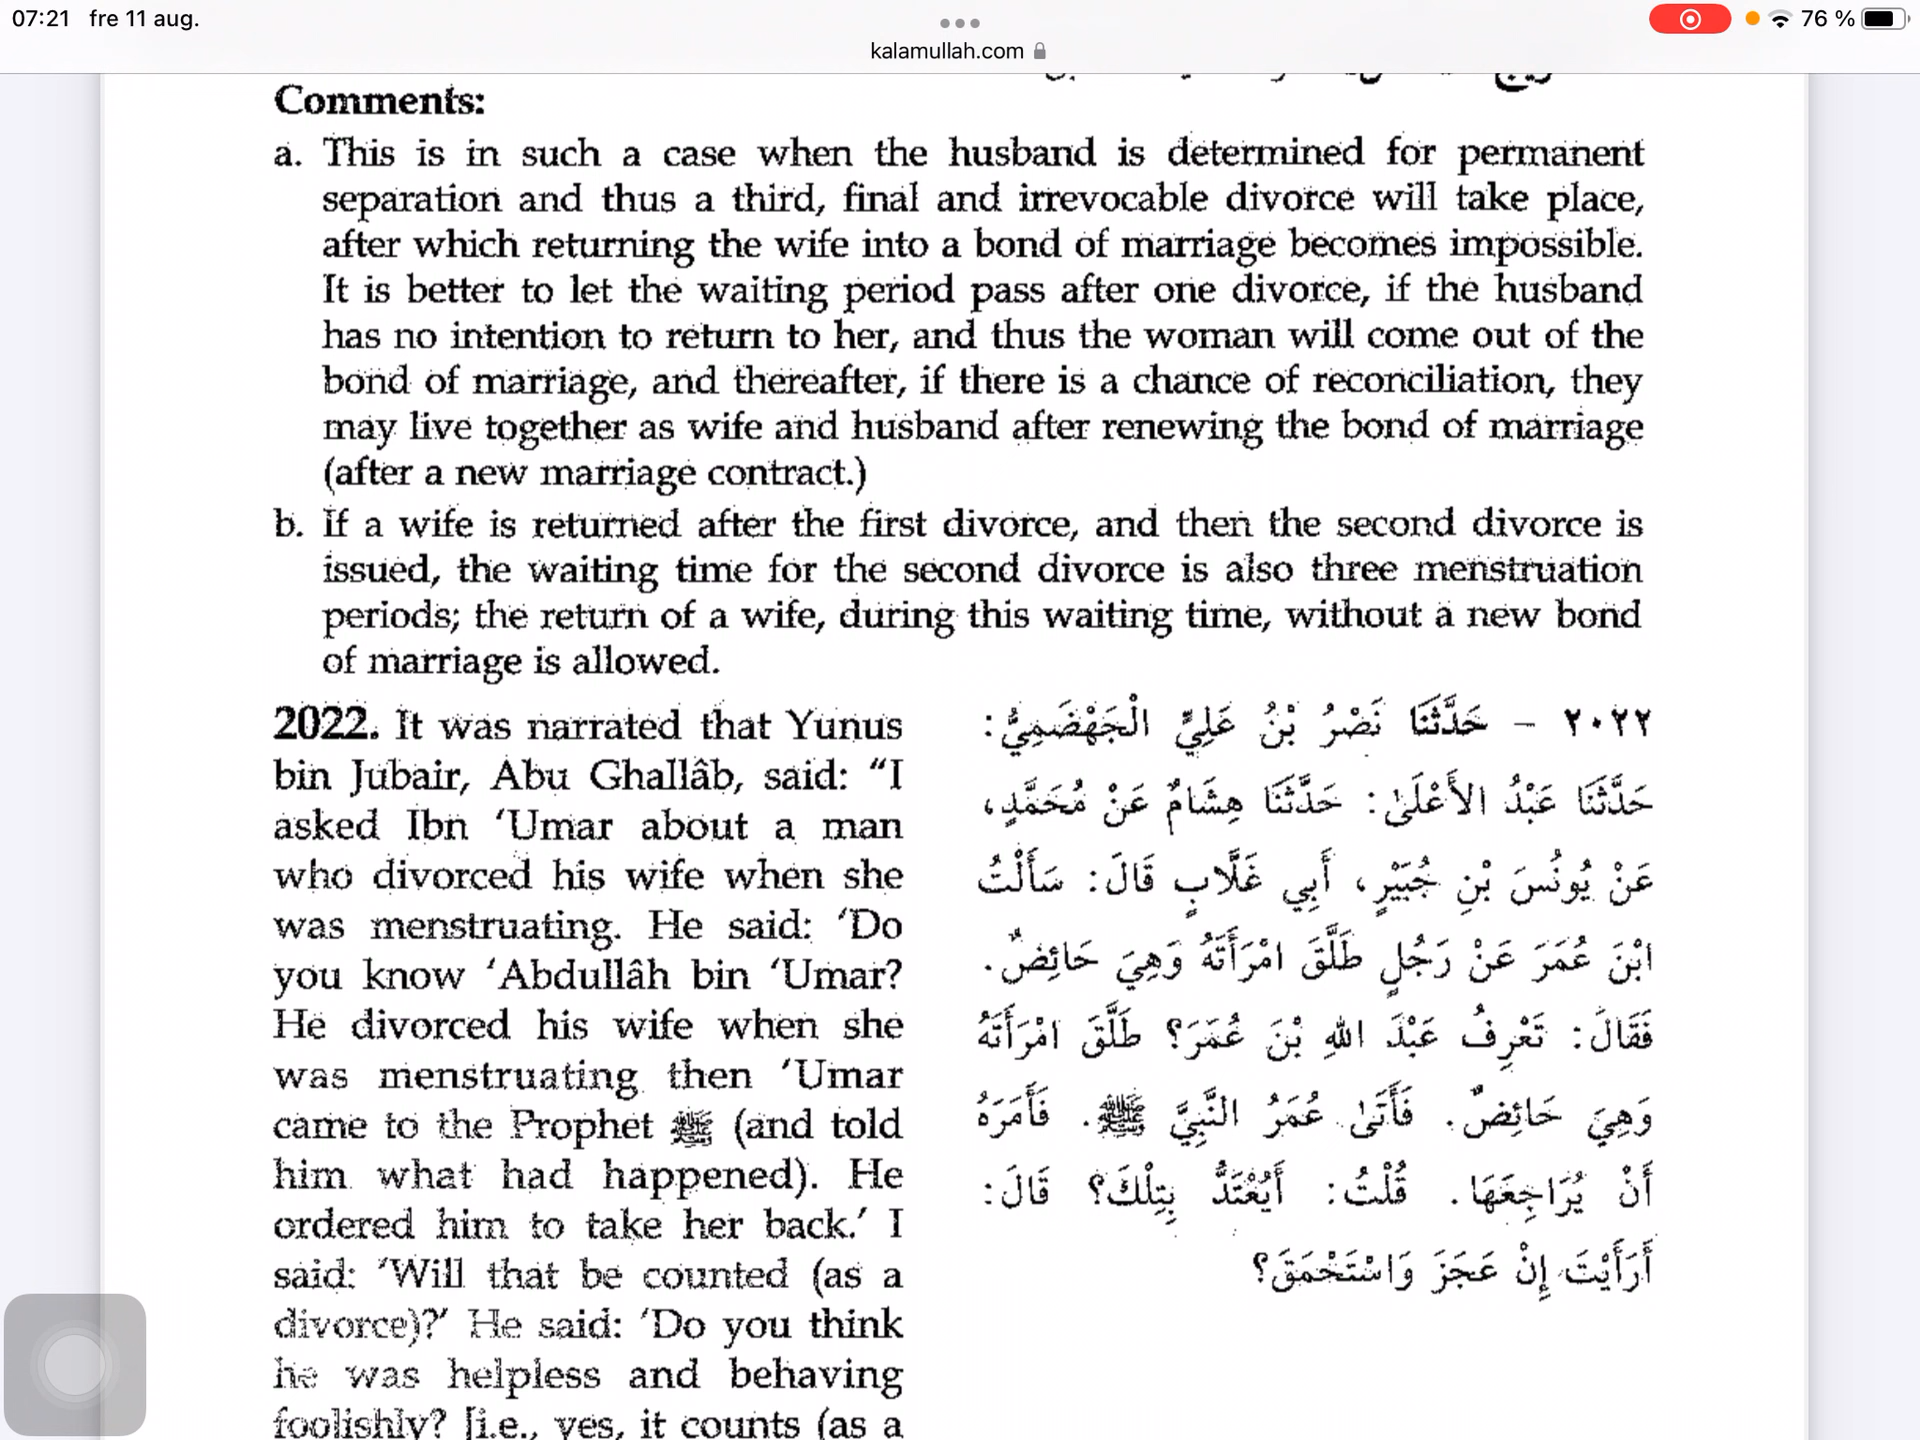 07:21 fre 11 aug.
76 %
kalamullah.com
Comments:
a. This is in such a case when the husband is determined for permanent
separation and thus a third, final and irrevocable divorce will take place,
after which returning the wife into a bond of marriage becomes impossible.
It is better to let the waiting period pass after one divorce, if the husband
has no intention to return to her, and thus the woman will come out of the
bond of marriage, and thereafter, if there is a chance of reconciliation, they
may live together as wife and husband after renewing the bond of marriage
(after a new marriage contract.)
b. If a wife is returned after the first divorce, and then the second divorce is
issued, the waiting time for the second divorce is also three menstruation
periods; the return of a wife, during this waiting time, without a new bond
of marriage is allowed.
2022. It was narrated that Yunus
bin Jubair, Abu Ghallâb, said: “I
asked Ibn ‘Umar about a man
who divorced his wife when she
was menstruating. He said: ‘Do
you know ‘Abdullâh bin ‘Umar?
He divorced his wife when she
was menstruating then ‘Umar
came to the Prophet ﷺ (and told
him what had happened). He
ordered him to take her back.’ I
said: ‘Will that be counted (as a
divorce)?’ He said: ‘Do you think
he was helpless and behaving
foolishly? [i.e., yes, it counts (as a
٢٠٢٢ – حَدَّثَنَا نَصْرُ بْنُ عَلِيٍّ الْجَهْضَمِيُّ:
حَدَّثَنَا عَبْدُ الأَعْلَىٰ: حَدَّثَنَا هِشَامٌ عَنْ مُحَمَّدٍ،
عَنْ يُونُسَ بْنِ جُبَيْرٍ، أَبِي غَلَّابٍ قَالَ: سَأَلْتُ
ابْنَ عُمَرَ عَنْ رَجُلٍ طَلَّقَ امْرَأَتَهُ وَهِيَ حَائِضٌ.
فَقَالَ: تَعْرِفُ عَبْدَ اللهِ بْنَ عُمَرَ؟ طَلَّقَ امْرَأَتَهُ
وَهِيَ حَائِضٌ. فَأَتَىٰ عُمَرُ النَّبِيَّ ﷺ. فَأَمَرَهُ
أَنْ يُرَاجِعَهَا. قُلْتُ: أَيُعْتَدُّ بِتِلْكَ؟ قَالَ:
أَرَأَيْتَ إِنْ عَجَزَ وَاسْتَحْمَقَ؟